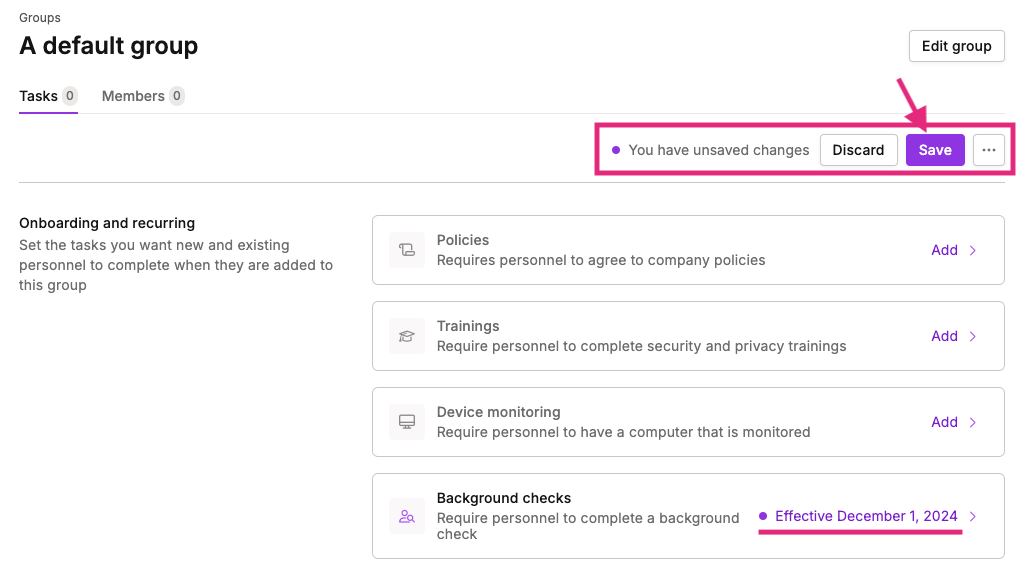 Groups
A default group
Edit group
Tasks 0 Members 0
You have unsaved changes Discard Save ...
Onboarding and recurring
Set the tasks you want new and existing
personnel to complete when they are added to
this group
Policies
Requires personnel to agree to company policies
Add
Trainings
Require personnel to complete security and privacy trainings
Add
Device monitoring
Require personnel to have a computer that is monitored
Add
Background checks
Require personnel to complete a background
check
Effective December 1, 2024